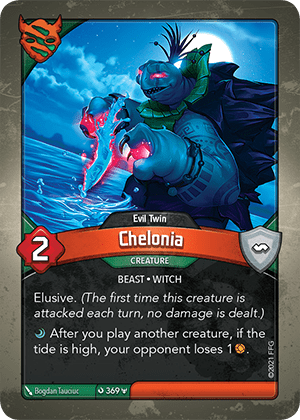 Evil Twin
Chelonia
2
CREATURE
BEAST • WITCH
Elusive. (The first time this creature is
attacked each turn, no damage is dealt.)
After you play another creature, if the
tide is high, your opponent loses 1.
Bogdan Tauciuc
369
©2021 FFG